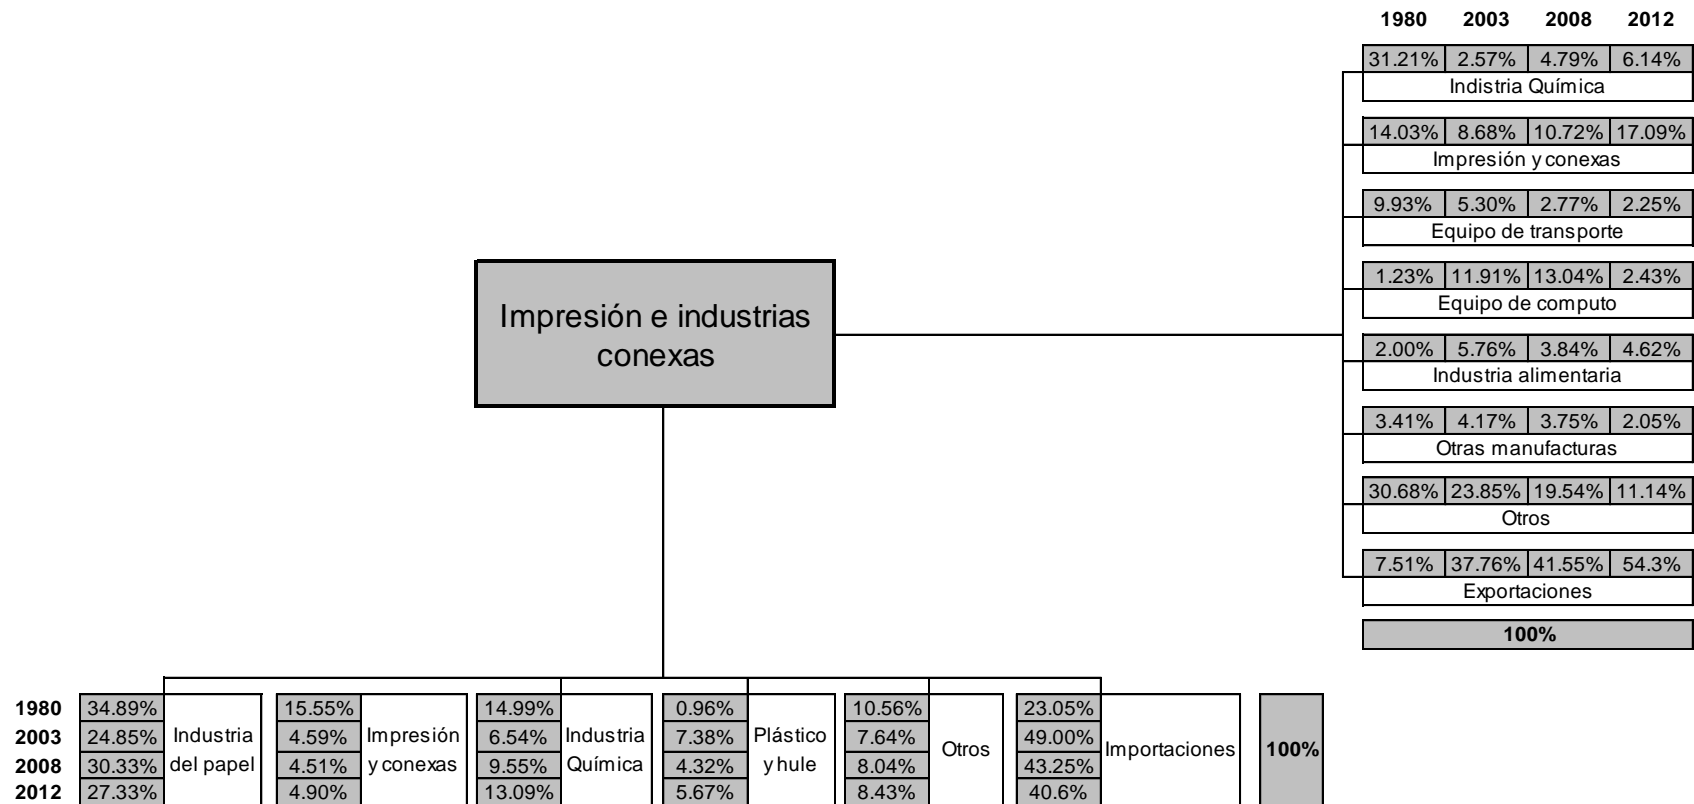 1980 2003 2008 2012
31.21% 2.57% 4.79% 6.14%
Indistria Química
14.03% 8.68% 10.72% 17.09%
Impresión y conexas
9.93% 5.30% 2.77% 2.25%
Equipo de transporte
1.23% 11.91% 13.04% 2.43%
Equipo de computo
2.00% 5.76% 3.84% 4.62%
Industria alimentaria
3.41% 4.17% 3.75% 2.05%
Otras manufacturas
30.68% 23.85% 19.54% 11.14%
Otros
7.51% 37.76% 41.55% 54.3%
Exportaciones
100%
Impresión e industrias
conexas
1980 34.89% 15.55% 14.99% 0.96% 10.56% 23.05%
2003 24.85% Industria 4.59% Impresión 6.54% Industria 7.38% Plástico 7.64% 49.00%
Otros Importaciones 100%
2008 30.33% del papel 4.51% y conexas 9.55% Química 4.32% y hule 8.04% 43.25%
2012 27.33% 4.90% 13.09% 5.67% 8.43% 40.6%